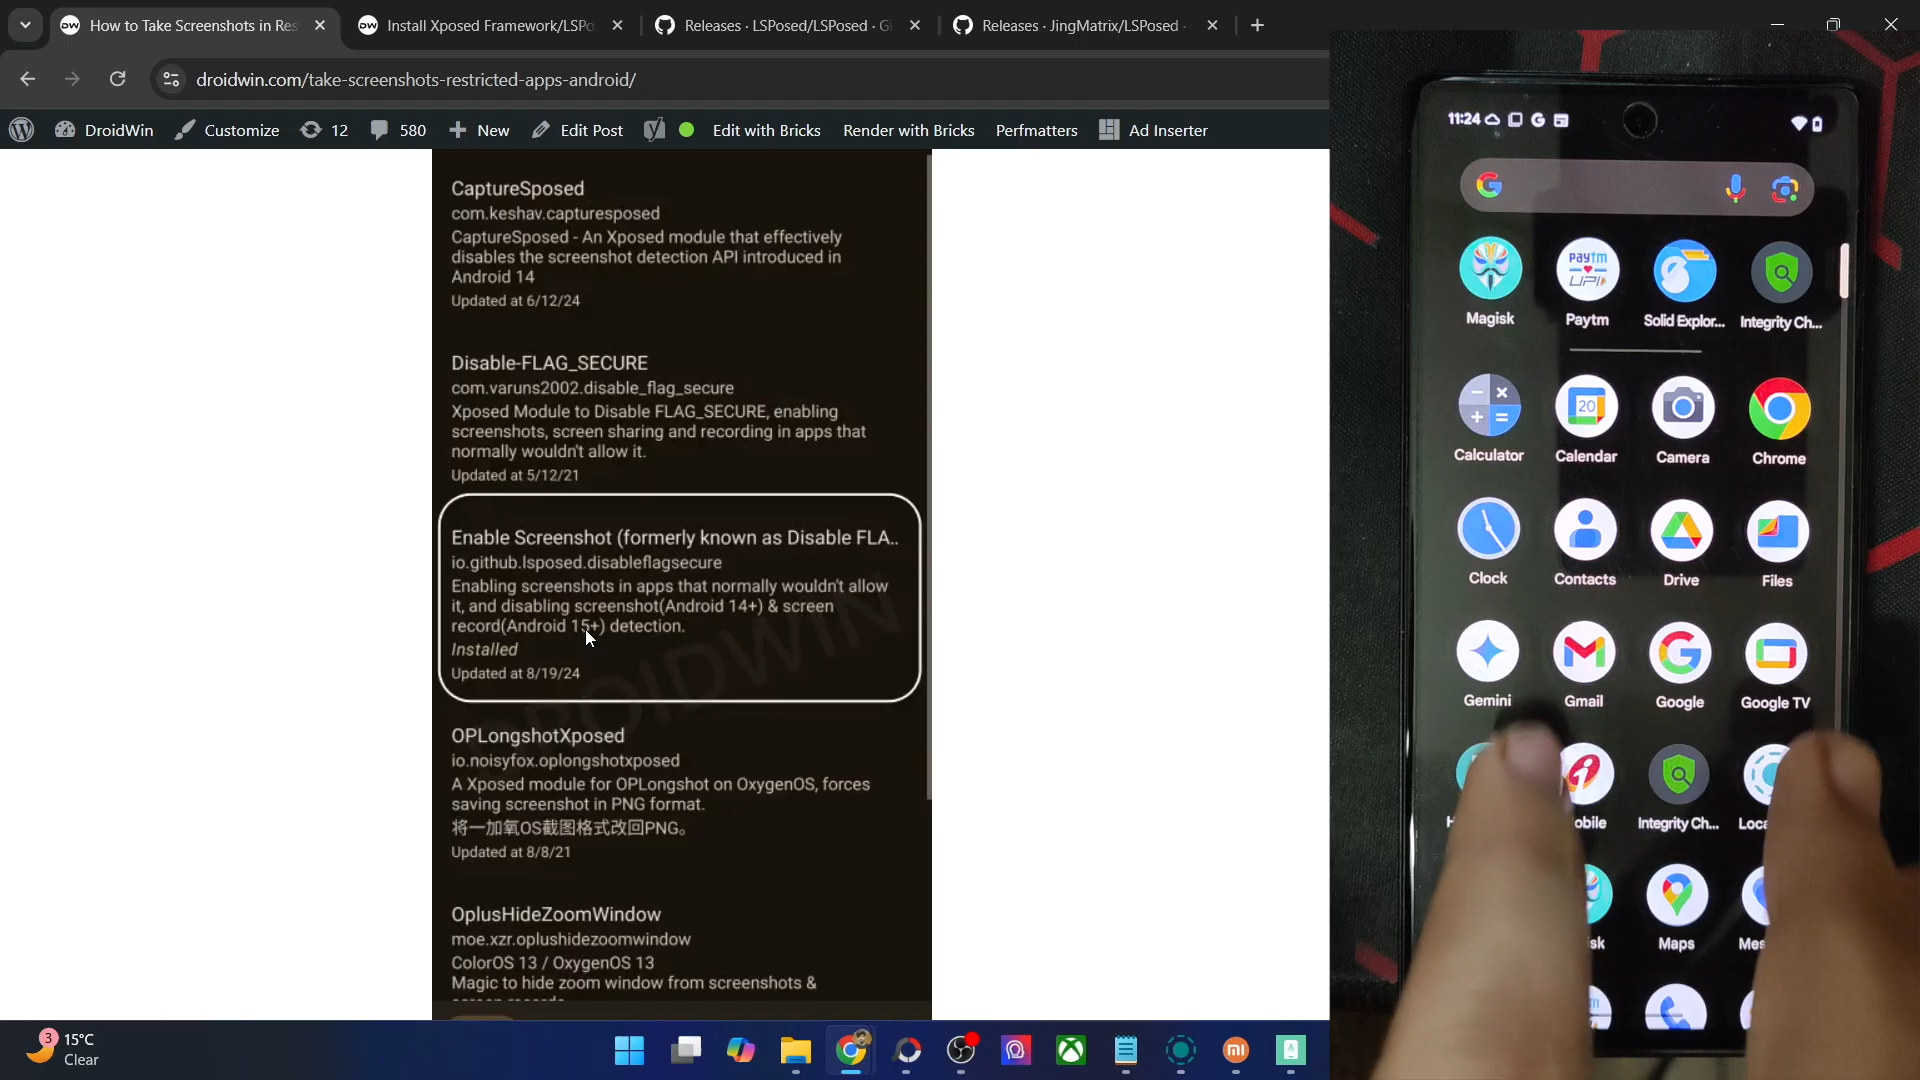 How to Take Screenshots in Res
Install Xposed Framework/LSPo
Releases · LSPosed/LSPosed · Gi
Releases · JingMatrix/LSPosed ·
droidwin.com/take-screenshots-restricted-apps-android/
DroidWin
Customize
12
580
New
Edit Post
Edit with Bricks
Render with Bricks
Perfmatters
Ad Inserter
CaptureSposed
com.keshav.capturesposed
CaptureSposed - An Xposed module that effectively
disables the screenshot detection API introduced in
Android 14
Updated at 6/12/24
Disable-FLAG_SECURE
com.varuns2002.disable_flag_secure
Xposed Module to Disable FLAG_SECURE, enabling
screenshots, screen sharing and recording in apps that
normally wouldn't allow it.
Updated at 5/12/21
Enable Screenshot (formerly known as Disable FLA..
io.github.lsposed.disableflagsecure
Enabling screenshots in apps that normally wouldn't allow
it, and disabling screenshot(Android 14+) & screen
record(Android 15+) detection.
Installed
Updated at 8/19/24
DROIDWIN
OPLongshotXposed
io.noisyfox.oplongshotxposed
A Xposed module for OPLongshot on OxygenOS, forces
saving screenshot in PNG format.
将一加氧OS截图格式改回PNG。
Updated at 8/8/21
OplusHideZoomWindow
moe.xzr.oplushidezoomwindow
ColorOS 13 / OxygenOS 13
Magic to hide zoom window from screenshots &
3
15°C
Clear
11:24
paytm
UPI
Magisk
Paytm
Solid Explor...
Integrity Ch...
20
Calculator
Calendar
Camera
Chrome
Clock
Contacts
Drive
Files
Gemini
Gmail
Google
Google TV
obile
Integrity Ch...
Loca
sk
Maps
Mes